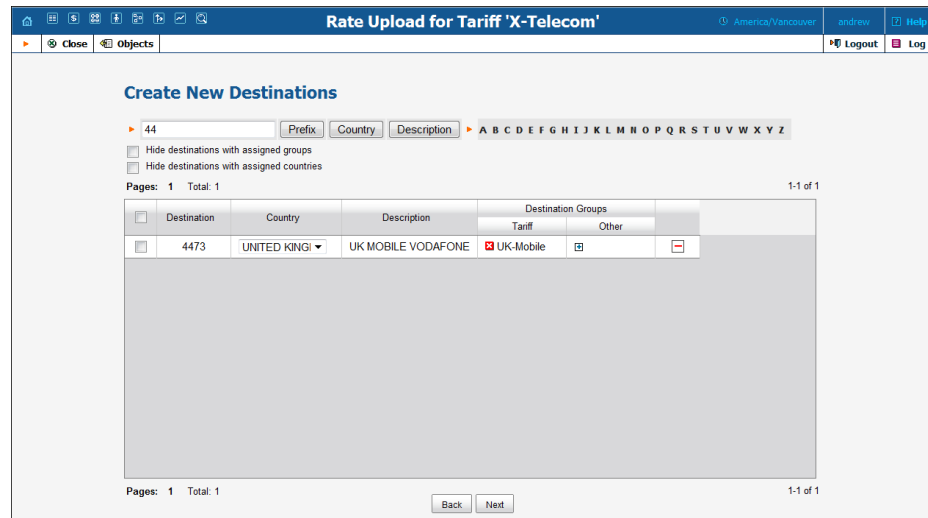 Rate Upload for Tariff 'X-Telecom'
America/Vancouver
andrew
? Help
Close
Objects
Logout
Log
Create New Destinations
44
Prefix
Country
Description
A B C D E F G H I J K L M N O P Q R S T U V W X Y Z
Hide destinations with assigned groups
Hide destinations with assigned countries
Pages: 1 Total: 1
1-1 of 1
Destination
Country
Description
Destination Groups
Tariff
Other
4473
UNITED KING
UK MOBILE VODAFONE
UK-Mobile
Pages: 1 Total: 1
1-1 of 1
Back
Next